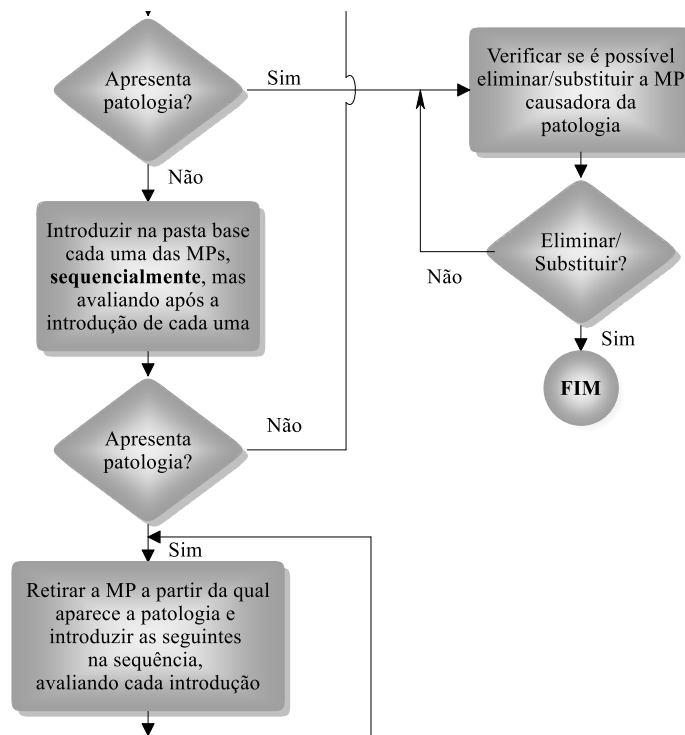 Apresenta
patologia?
Sim
Não
Verificar se é possível
eliminar/substituir a MP
causadora da
patologia
Eliminar/
Substituir?
Não
Sim
FIM
Introduzir na pasta base
cada uma das MPs,
sequencialmente, mas
avaliando após a
introdução de cada uma
Apresenta
patologia?
Não
Sim
Retirar a MP a partir da qual
aparece a patologia e
introduzir as seguintes
na sequência,
avaliando cada introdução